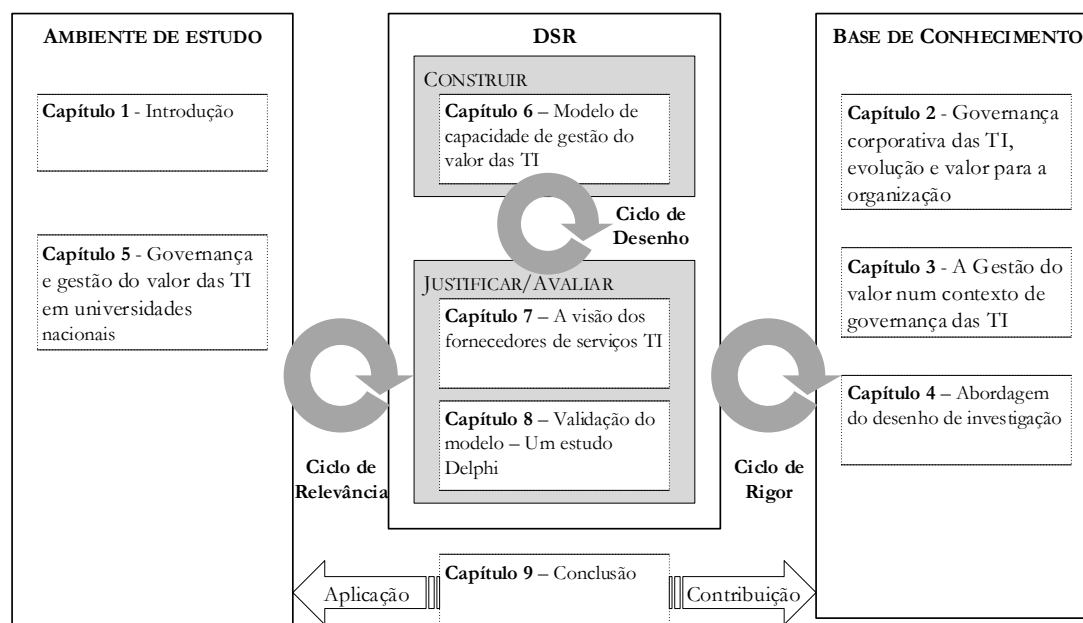 AMBIENTE DE ESTUDO
Capítulo 1 - Introdução
Capítulo 5 - Governança
e gestão do valor das TI
em universidades
nacionais
Ciclo de
Relevância
DSR
CONSTRUIR
Capítulo 6 – Modelo de
capacidade de gestão do
valor das TI
Ciclo de
Desenho
JUSTIFICAR/AVALIAR
Capítulo 7 – A visão dos
fornecedores de serviços TI
Capítulo 8 – Validação do
modelo – Um estudo
Delphi
Ciclo de
Rigor
BASE DE CONHECIMENTO
Capítulo 2 - Governança
corporativa das TI,
evolução e valor para a
organização
Capítulo 3 - A Gestão do
valor num contexto de
governança das TI
Capítulo 4 – Abordagem
do desenho de investigação
Aplicação
Capítulo 9 – Conclusão
Contribuição